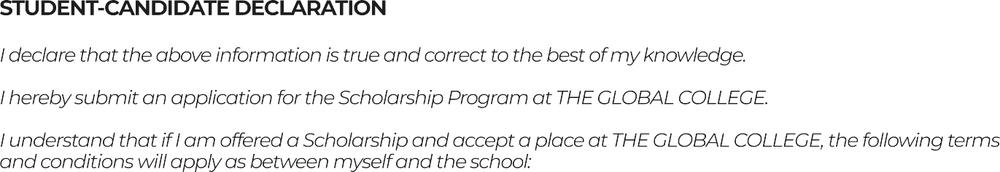 STUDENT-CANDIDATE DECLARATION
I declare that the above information is true and correct to the best of my knowledge.
I hereby submit an application for the Scholarship Program at THE GLOBAL COLLEGE.
I understand that if I am offered a Scholarship and accept a place at THE GLOBAL COLLEGE, the following terms
and conditions will apply as between myself and the school: